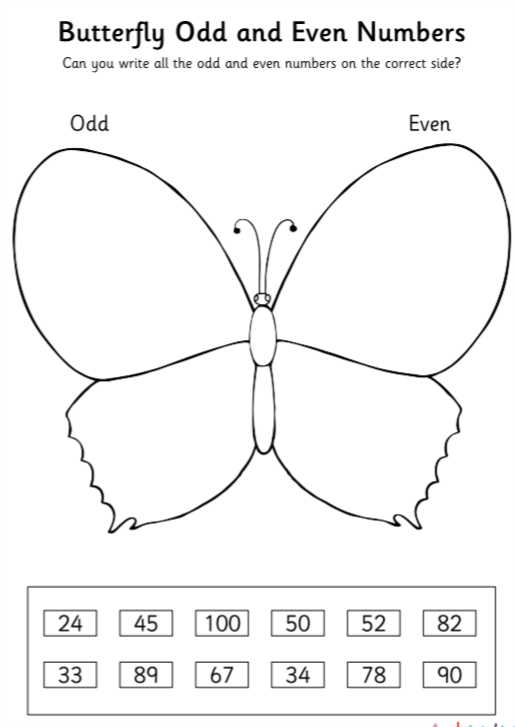 Butterfly Odd and Even Numbers
Can you write all the odd and even numbers on the correct side?
Odd Even
24 45 100 50 52 82
33 89 67 34 78 90